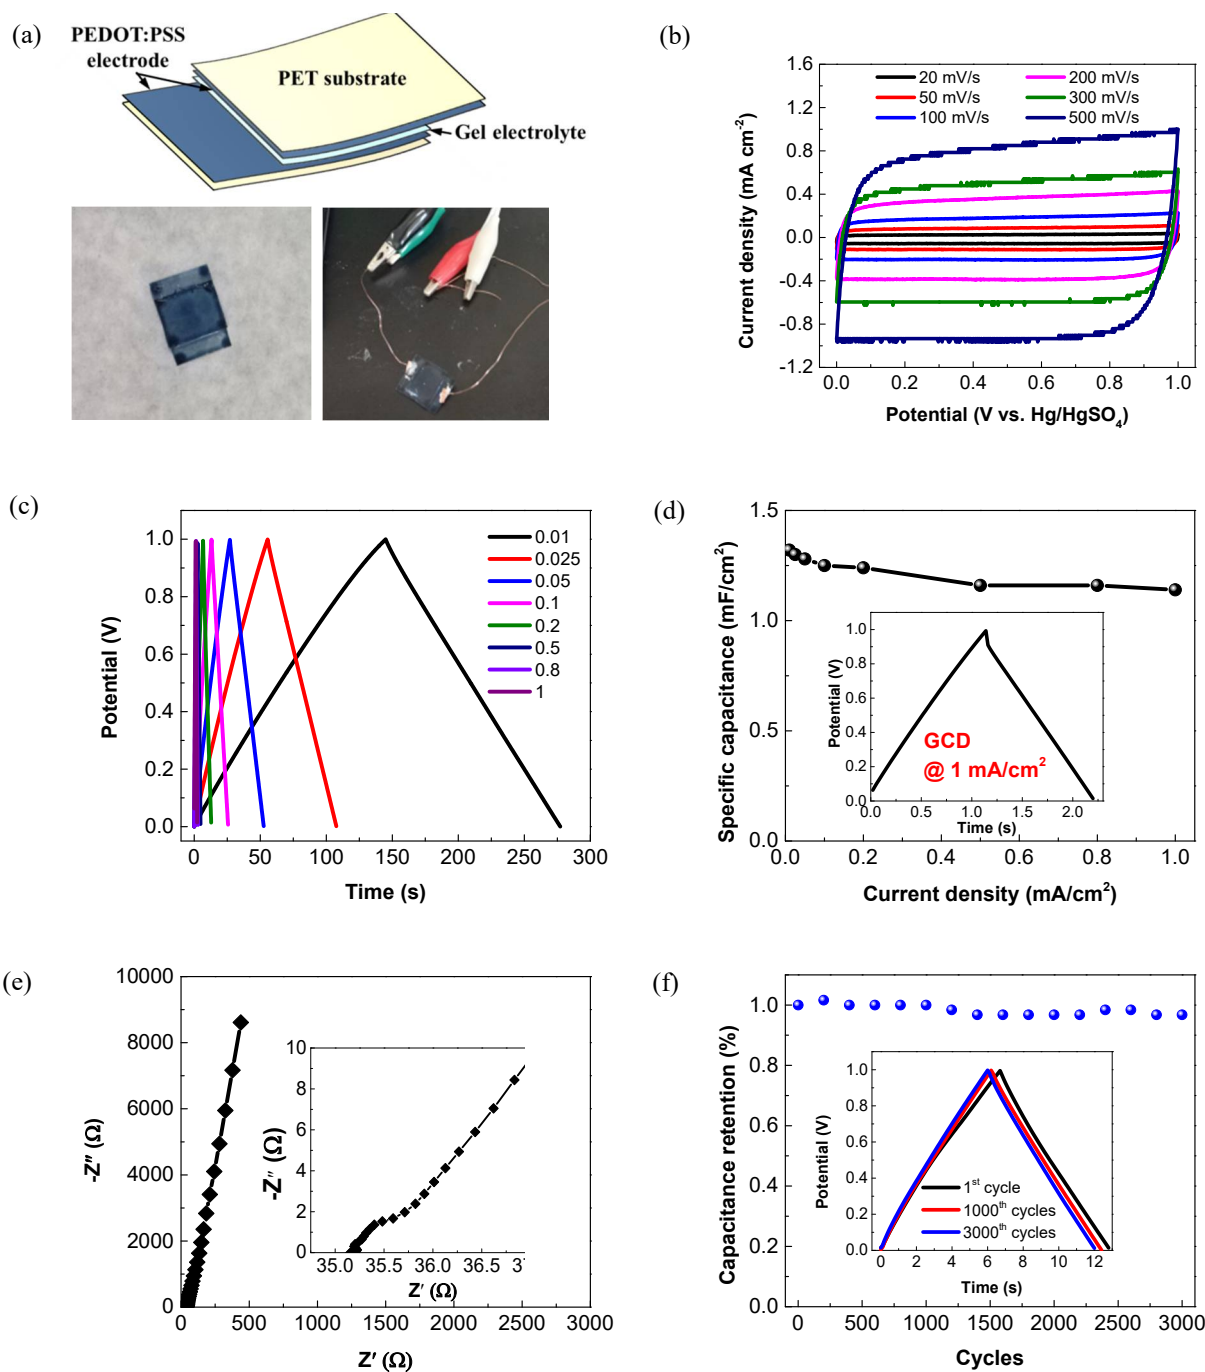 (a)
PEDOT:PSS
electrode
PET substrate
Gel electrolyte
(b)
1.6
1.2
0.8
0.4
0.0
-0.4
-0.8
-1.2
0.0 0.2 0.4 0.6 0.8 1.0
20 mV/s
50 mV/s
100 mV/s
200 mV/s
300 mV/s
500 mV/s
Current density (mA cm⁻²)
Potential (V vs. Hg/HgSO₄)
(c)
1.0
0.8
0.6
0.4
0.2
0.0
0 50 100 150 200 250 300
0.01
0.025
0.05
0.1
0.2
0.5
0.8
1
Potential (V)
Time (s)
(d)
1.5
1.0
0.5
0.0
0.0 0.2 0.4 0.6 0.8 1.0
Specific capacitance (mF/cm²)
Current density (mA/cm²)
1.0
0.8
0.6
0.4
0.2
0.0
0.0 0.5 1.0 1.5 2.0
Potential (V)
Time (s)
GCD
@ 1 mA/cm²
(e)
10000
8000
6000
4000
2000
0
0 500 1000 1500 2000 2500 3000
-Z″ (Ω)
Z′ (Ω)
10
8
6
4
2
0
35.0 35.5 36.0 36.5 3
-Z″ (Ω)
Z′ (Ω)
(f)
1.0
0.8
0.6
0.4
0.2
0.0
0 500 1000 1500 2000 2500 3000
Capacitance retention (%)
Cycles
1.0
0.8
0.6
0.4
0.2
0.0
0 2 4 6 8 10 12
Potential (V)
Time (s)
1ˢᵗ cycle
1000ᵗʰ cycles
3000ᵗʰ cycles